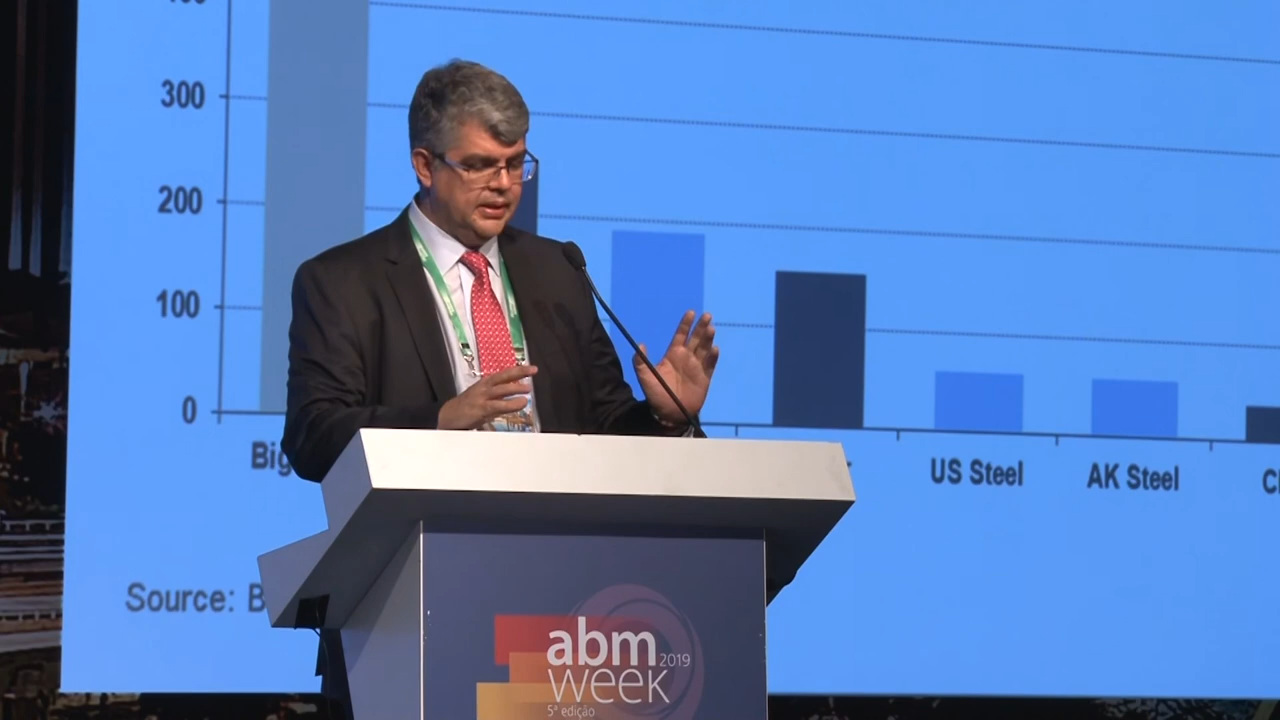 300
200
100
0
Big
US Steel
AK Steel
Source: B
abm
2019
week
5ª edição